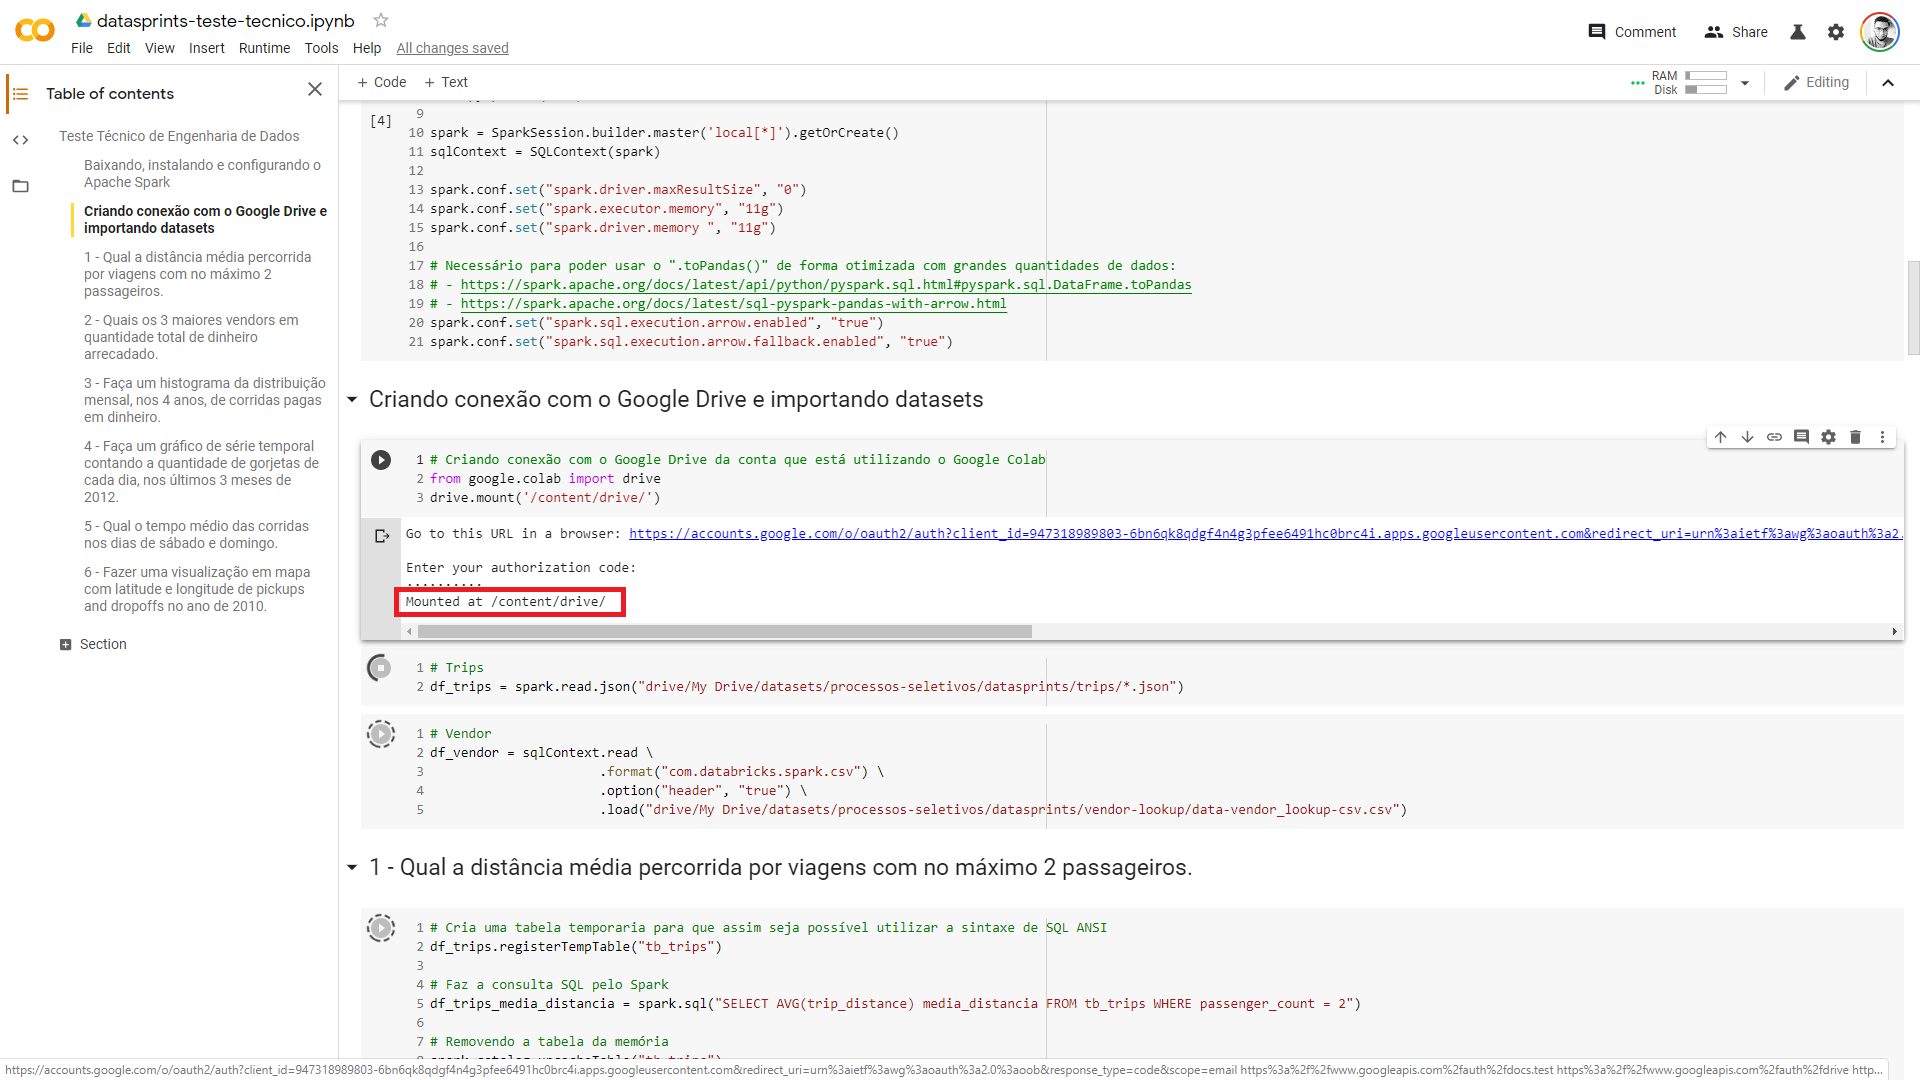 datasprints-teste-tecnico.ipynb
File Edit View Insert Runtime Tools Help All changes saved
Comment Share
Table of contents
Teste Técnico de Engenharia de Dados
Baixando, instalando e configurando o
Apache Spark
Criando conexão com o Google Drive e
importando datasets
1 - Qual a distância média percorrida
por viagens com no máximo 2
passageiros.
2 - Quais os 3 maiores vendors em
quantidade total de dinheiro
arrecadado.
3 - Faça um histograma da distribuição
mensal, nos 4 anos, de corridas pagas
em dinheiro.
4 - Faça um gráfico de série temporal
contando a quantidade de gorjetas de
cada dia, nos últimos 3 meses de
2012.
5 - Qual o tempo médio das corridas
nos dias de sábado e domingo.
6 - Fazer uma visualização em mapa
com latitude e longitude de pickups
and dropoffs no ano de 2010.
Section
+ Code + Text
RAM
Disk
Editing
[4]
9
10 spark = SparkSession.builder.master('local[*]').getOrCreate()
11 sqlContext = SQLContext(spark)
12
13 spark.conf.set("spark.driver.maxResultSize", "0")
14 spark.conf.set("spark.executor.memory", "11g")
15 spark.conf.set("spark.driver.memory ", "11g")
16
17 # Necessário para poder usar o ".toPandas()" de forma otimizada com grandes quantidades de dados:
18 # - https://spark.apache.org/docs/latest/api/python/pyspark.sql.html#pyspark.sql.DataFrame.toPandas
19 # - https://spark.apache.org/docs/latest/sql-pyspark-pandas-with-arrow.html
20 spark.conf.set("spark.sql.execution.arrow.enabled", "true")
21 spark.conf.set("spark.sql.execution.arrow.fallback.enabled", "true")
Criando conexão com o Google Drive e importando datasets
1 # Criando conexão com o Google Drive da conta que está utilizando o Google Colab
2 from google.colab import drive
3 drive.mount('/content/drive/')
Go to this URL in a browser: https://accounts.google.com/o/oauth2/auth?client_id=947318989803-6bn6qk8qdgf4n4g3pfee6491hc0brc4i.apps.googleusercontent.com&redirect_uri=urn%3aietf%3awg%3aoauth%3a2.
Enter your authorization code:
··········
Mounted at /content/drive/
1 # Trips
2 df_trips = spark.read.json("drive/My Drive/datasets/processos-seletivos/datasprints/trips/*.json")
1 # Vendor
2 df_vendor = sqlContext.read \
3 .format("com.databricks.spark.csv") \
4 .option("header", "true") \
5 .load("drive/My Drive/datasets/processos-seletivos/datasprints/vendor-lookup/data-vendor_lookup-csv.csv")
1 - Qual a distância média percorrida por viagens com no máximo 2 passageiros.
1 # Cria uma tabela temporaria para que assim seja possível utilizar a sintaxe de SQL ANSI
2 df_trips.registerTempTable("tb_trips")
3
4 # Faz a consulta SQL pelo Spark
5 df_trips_media_distancia = spark.sql("SELECT AVG(trip_distance) media_distancia FROM tb_trips WHERE passenger_count = 2")
6
7 # Removendo a tabela da memória
https://accounts.google.com/o/oauth2/auth?client_id=947318989803-6bn6qk8qdgf4n4g3pfee6491hc0brc4i.apps.googleusercontent.com&redirect_uri=urn%3aietf%3awg%3aoauth%3a2.0%3aoob&response_type=code&scope=email https%3a%2f%2fwww.googleapis.com%2fauth%2fdocs.test https%3a%2f%2fwww.googleapis.com%2fauth%2fdrive http...